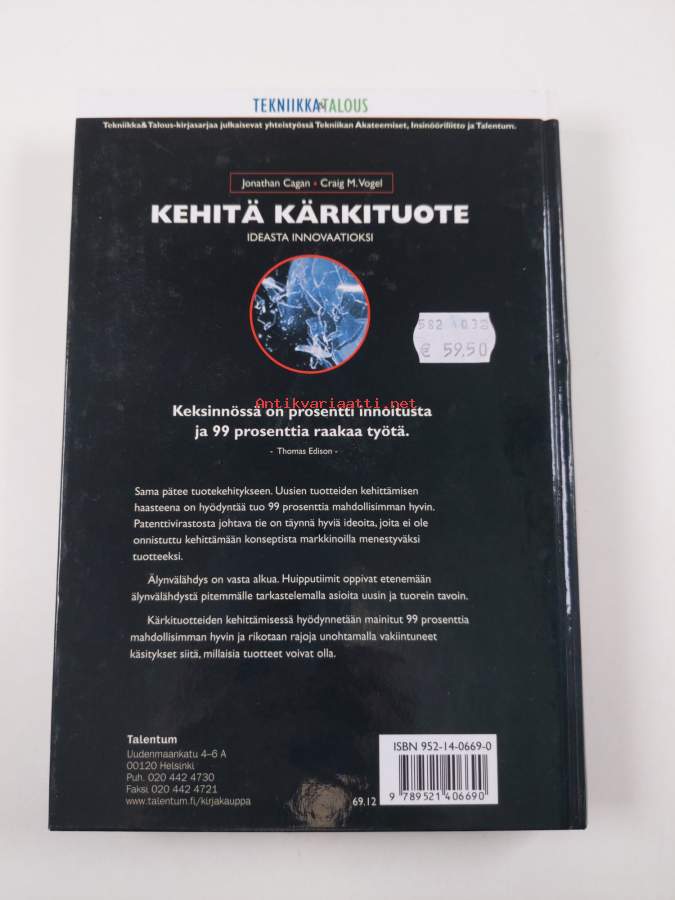 TEKNIIKKA&TALOUS
Tekniikka&Talous-kirjasarjaa julkaisevat yhteistyössä Tekniikan Akateemiset, Insinööriliitto ja Talentum.
Jonathan Cagan • Craig M. Vogel
KEHITÄ KÄRKITUOTE
IDEASTA INNOVAATIOKSI
582 4032
€ 59,50
Antikvariaatti.net
Keksinnössä on prosentti innoitusta
ja 99 prosenttia raakaa työtä.
- Thomas Edison -
Sama pätee tuotekehitykseen. Uusien tuotteiden kehittämisen
haasteena on hyödyntää tuo 99 prosenttia mahdollisimman hyvin.
Patenttivirastosta johtava tie on täynnä hyviä ideoita, joita ei ole
onnistuttu kehittämään konseptista markkinoilla menestyväksi
tuotteeksi.
Älynvälähdys on vasta alkua. Huipputiimit oppivat etenemään
älynvälähdystä pitemmälle tarkastelemalla asioita uusin ja tuorein tavoin.
Kärkituotteiden kehittämisessä hyödynnetään mainitut 99 prosenttia
mahdollisimman hyvin ja rikotaan rajoja unohtamalla vakiintuneet
käsitykset siitä, millaisia tuotteet voivat olla.
Talentum
Uudenmaankatu 4–6 A
00120 Helsinki
Puh. 020 442 4730
Faksi 020 442 4721
www.talentum.fi/kirjakauppa
69.12
ISBN 952-14-0669-0
9 789521 406690